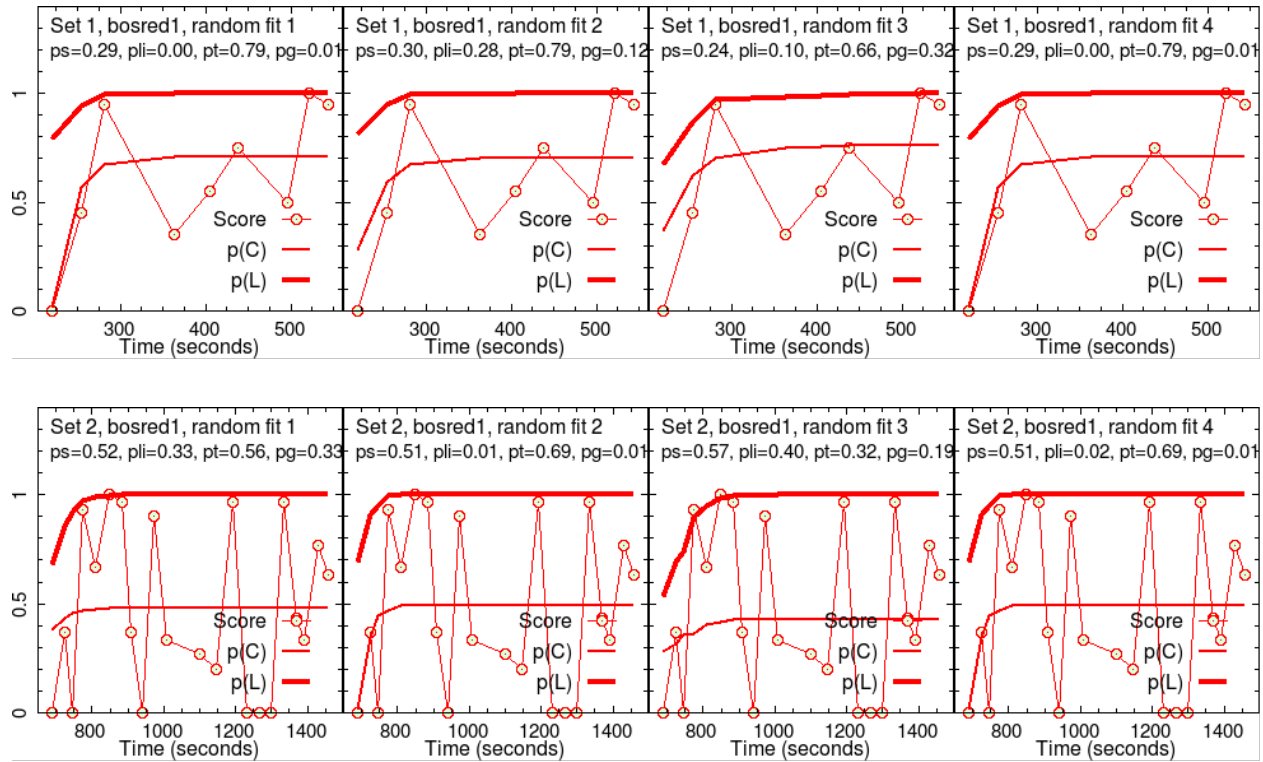 Set 1, bosred1, random fit 1
ps=0.29, pli=0.00, pt=0.79, pg=0.01
Set 1, bosred1, random fit 2
ps=0.30, pli=0.28, pt=0.79, pg=0.12
Set 1, bosred1, random fit 3
ps=0.24, pli=0.10, pt=0.66, pg=0.32
Set 1, bosred1, random fit 4
ps=0.29, pli=0.00, pt=0.79, pg=0.01
1
0.5
0
Score
p(C)
p(L)
Score
p(C)
p(L)
Score
p(C)
p(L)
Score
p(C)
p(L)
300 400 500
300 400 500
300 400 500
300 400 500
Time (seconds)
Time (seconds)
Time (seconds)
Time (seconds)
Set 2, bosred1, random fit 1
ps=0.52, pli=0.33, pt=0.56, pg=0.33
Set 2, bosred1, random fit 2
ps=0.51, pli=0.01, pt=0.69, pg=0.01
Set 2, bosred1, random fit 3
ps=0.57, pli=0.40, pt=0.32, pg=0.19
Set 2, bosred1, random fit 4
ps=0.51, pli=0.02, pt=0.69, pg=0.01
1
0.5
0
Score
p(C)
p(L)
Score
p(C)
p(L)
Score
p(C)
p(L)
Score
p(C)
p(L)
800 1000 1200 1400
800 1000 1200 1400
800 1000 1200 1400
800 1000 1200 1400
Time (seconds)
Time (seconds)
Time (seconds)
Time (seconds)